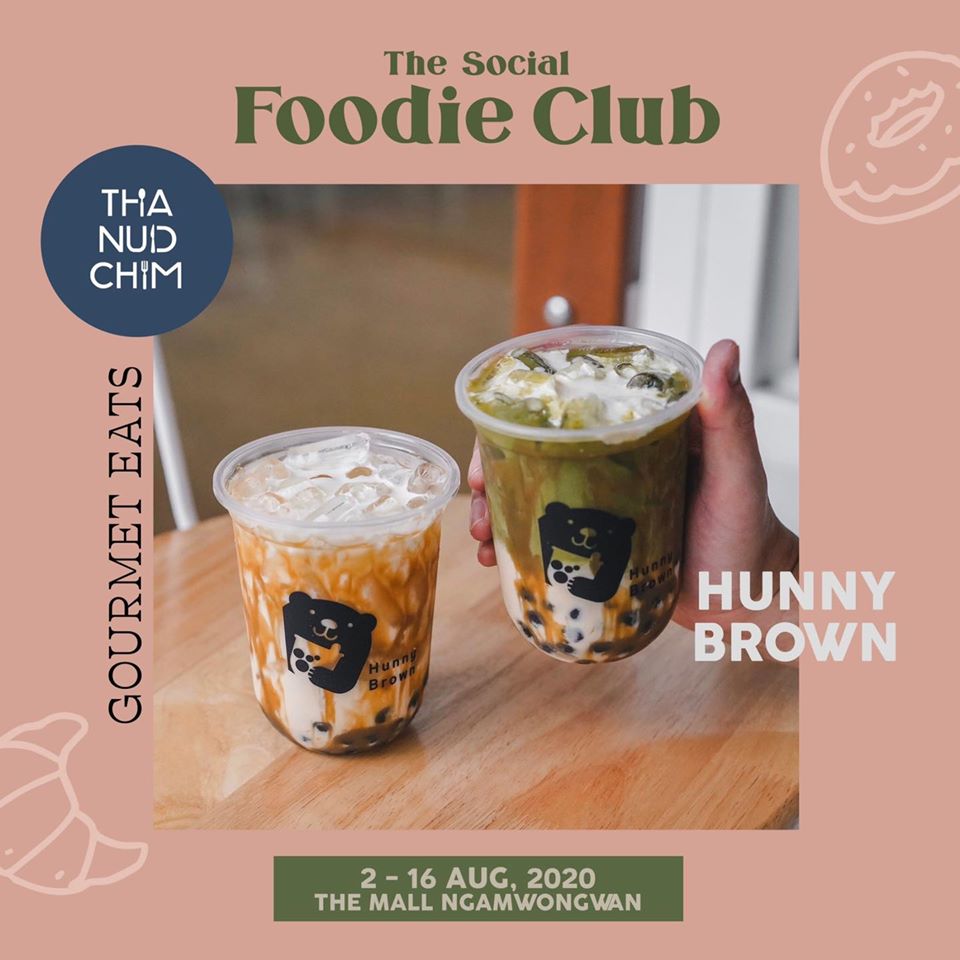 The Social
Foodie Club
THA
NUD
CHIM
GOURMET EATS
Hunny
Brown
Hunny
Brown
HUNNY
BROWN
2 - 16 AUG, 2020
THE MALL NGAMWONGWAN